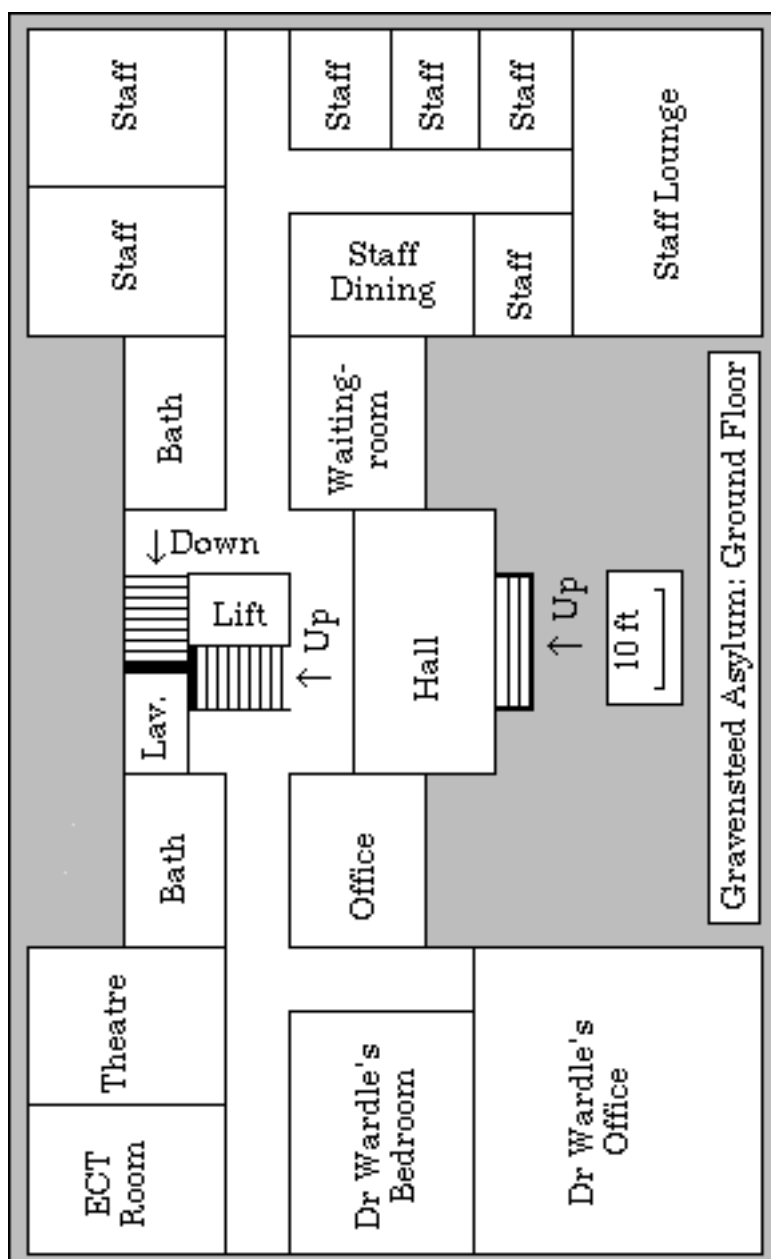 Staff
Staff
Staff
Staff
Staff
Staff
Staff
Dining
Staff
Staff Lounge
Bath
Waiting-
room
↓ Down
Lift
↑ Up
Lav.
Hall
↑ Up
10 ft
Bath
Office
Theatre
ECT
Room
Dr Wardle's
Bedroom
Dr Wardle's
Office
Gravensteed Asylum: Ground Floor